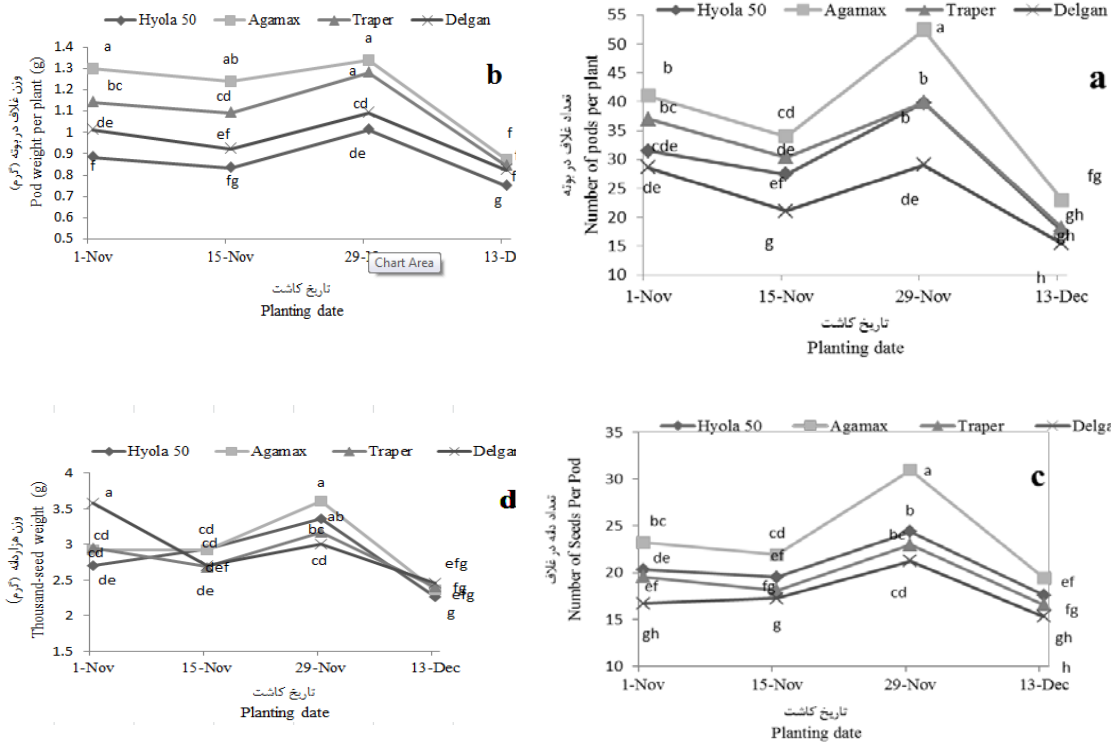 Hyola 50 Agamax Traper Delgan
وزن غلاف در بوته (گرم)
Pod weight per plant (g)
1.4
1.3
1.2
1.1
1
0.9
0.8
0.7
0.6
0.5
a ab a
bc cd a
de ef cd
f fg de
f
f
g
b
1-Nov 15-Nov 29- 13-D
Chart Area
تاریخ کاشت
Planting date
Hyola 50 Agamax Traper Delgan
تعداد غلاف در بوته
Number of pods per plant
55
50
45
40
35
30
25
20
15
10
b cd a fg
bc de b gh
cde ef b gh
de g de h
a
1-Nov 15-Nov 29-Nov 13-Dec
تاریخ کاشت
Planting date
Hyola 50 Agamax Traper Delgan
وزن هزاردانه (گرم)
Thousand-seed weight (g)
4
3.5
3
2.5
2
1.5
a cd a efg
cd cd ab fg
cd def bc efg
de de cd g
d
1-Nov 15-Nov 29-Nov 13-Dec
تاریخ کاشت
Planting date
Hyola 50 Agamax Traper Delga
تعداد دانه در غلاف
Number of Seeds Per Pod
35
30
25
20
15
10
bc cd a ef
de ef b fg
ef fg bc gh
gh g cd h
c
1-Nov 15-Nov 29-Nov 13-Dec
تاریخ کاشت
Planting date